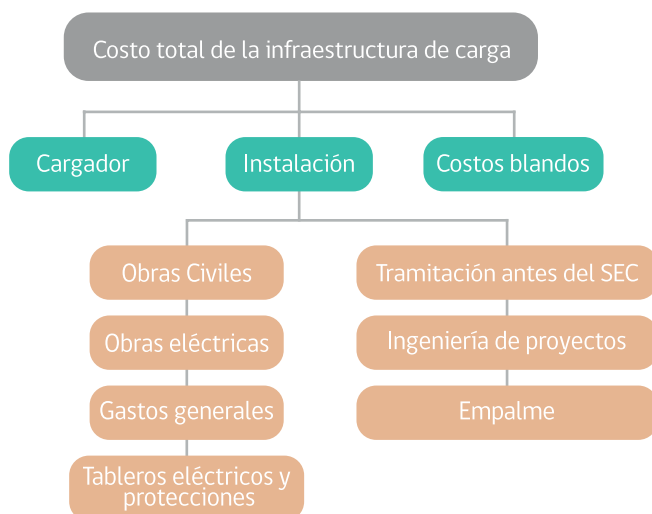 Costo total de la infraestructura de carga
Cargador
Instalación
Costos blandos
Obras Civiles
Tramitación antes del SEC
Obras eléctricas
Ingeniería de proyectos
Gastos generales
Empalme
Tableros eléctricos y
protecciones